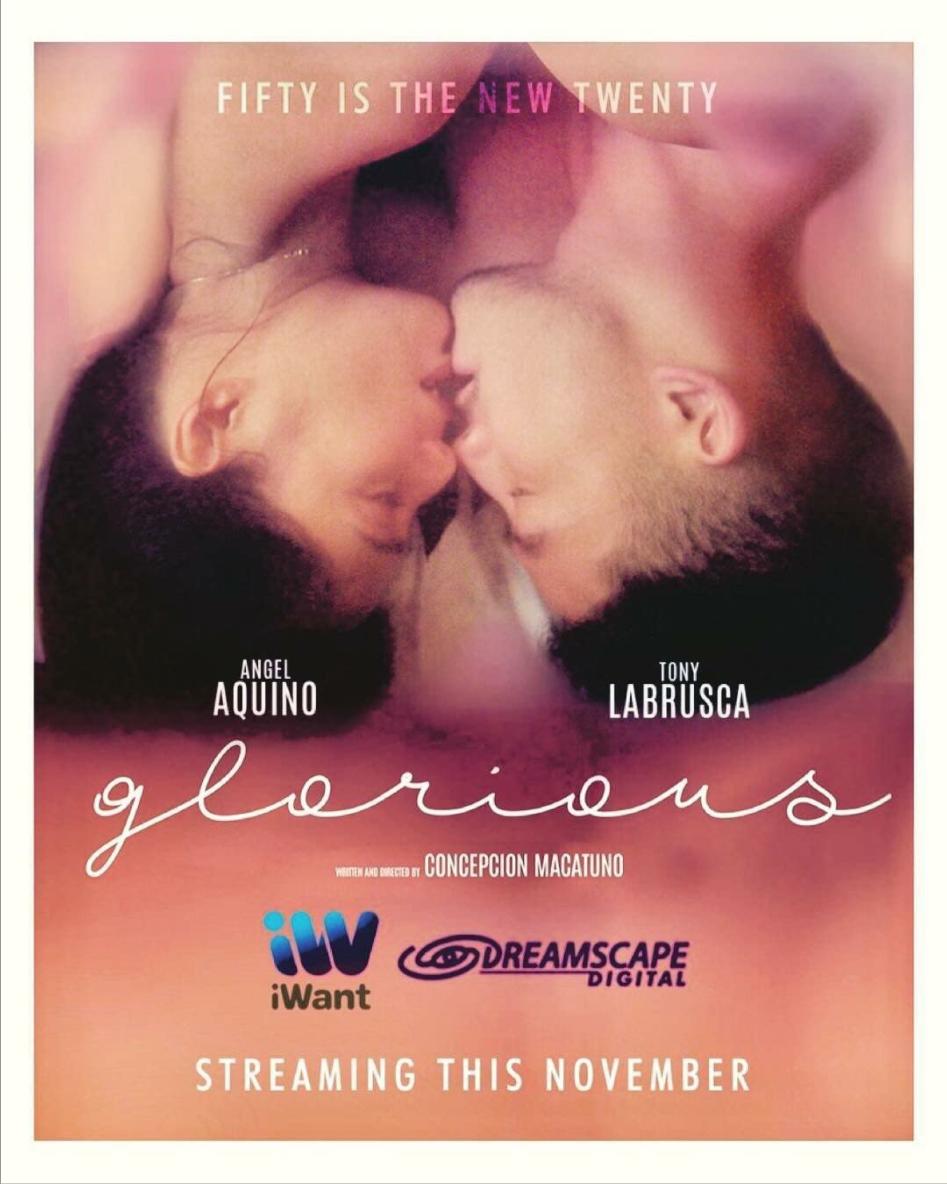 FIFTY IS THE NEW TWENTY
ANGEL
AQUINO
TONY
LABRUSCA
glorious
WRITTEN AND DIRECTED BY CONCEPCION MACATUNO
iW
iWant
DREAMSCAPE
DIGITAL
STREAMING THIS NOVEMBER